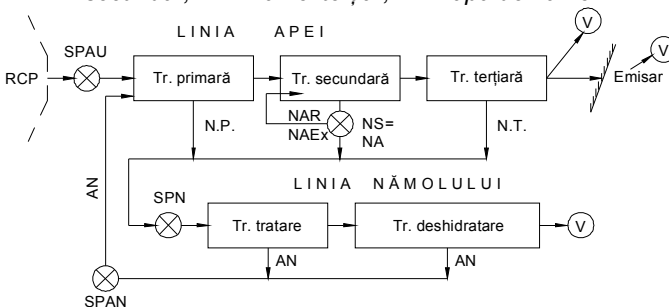 LINIA APEI
V
SPAU
V
RCP
Tr. primară
Tr. secundară
Tr. terțiară
Emisar
NAR
NAEx
NS=
NA
N.P.
N.T.
AN
LINIA NĂMOLULUI
SPN
Tr. tratare
Tr. deshidratare
V
AN
AN
SPAN